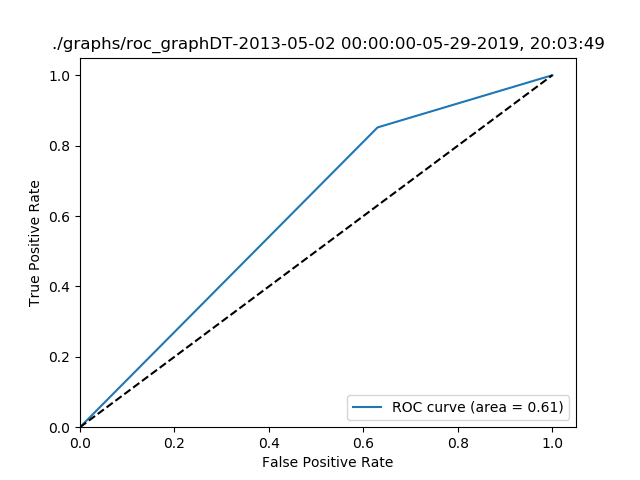 ./graphs/roc_graphDT-2013-05-02 00:00:00-05-29-2019, 20:03:49
1.0
0.8
0.6
0.4
0.2
0.0
True Positive Rate
ROC curve (area = 0.61)
0.0 0.2 0.4 0.6 0.8 1.0
False Positive Rate